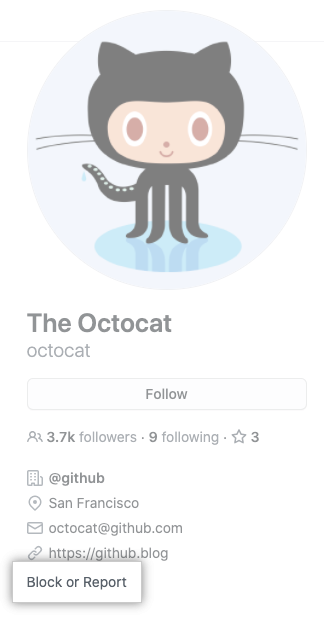 The Octocat
octocat
Follow
3.7k followers · 9 following · 3
@github
San Francisco
octocat@github.com
https://github.blog
Block or Report